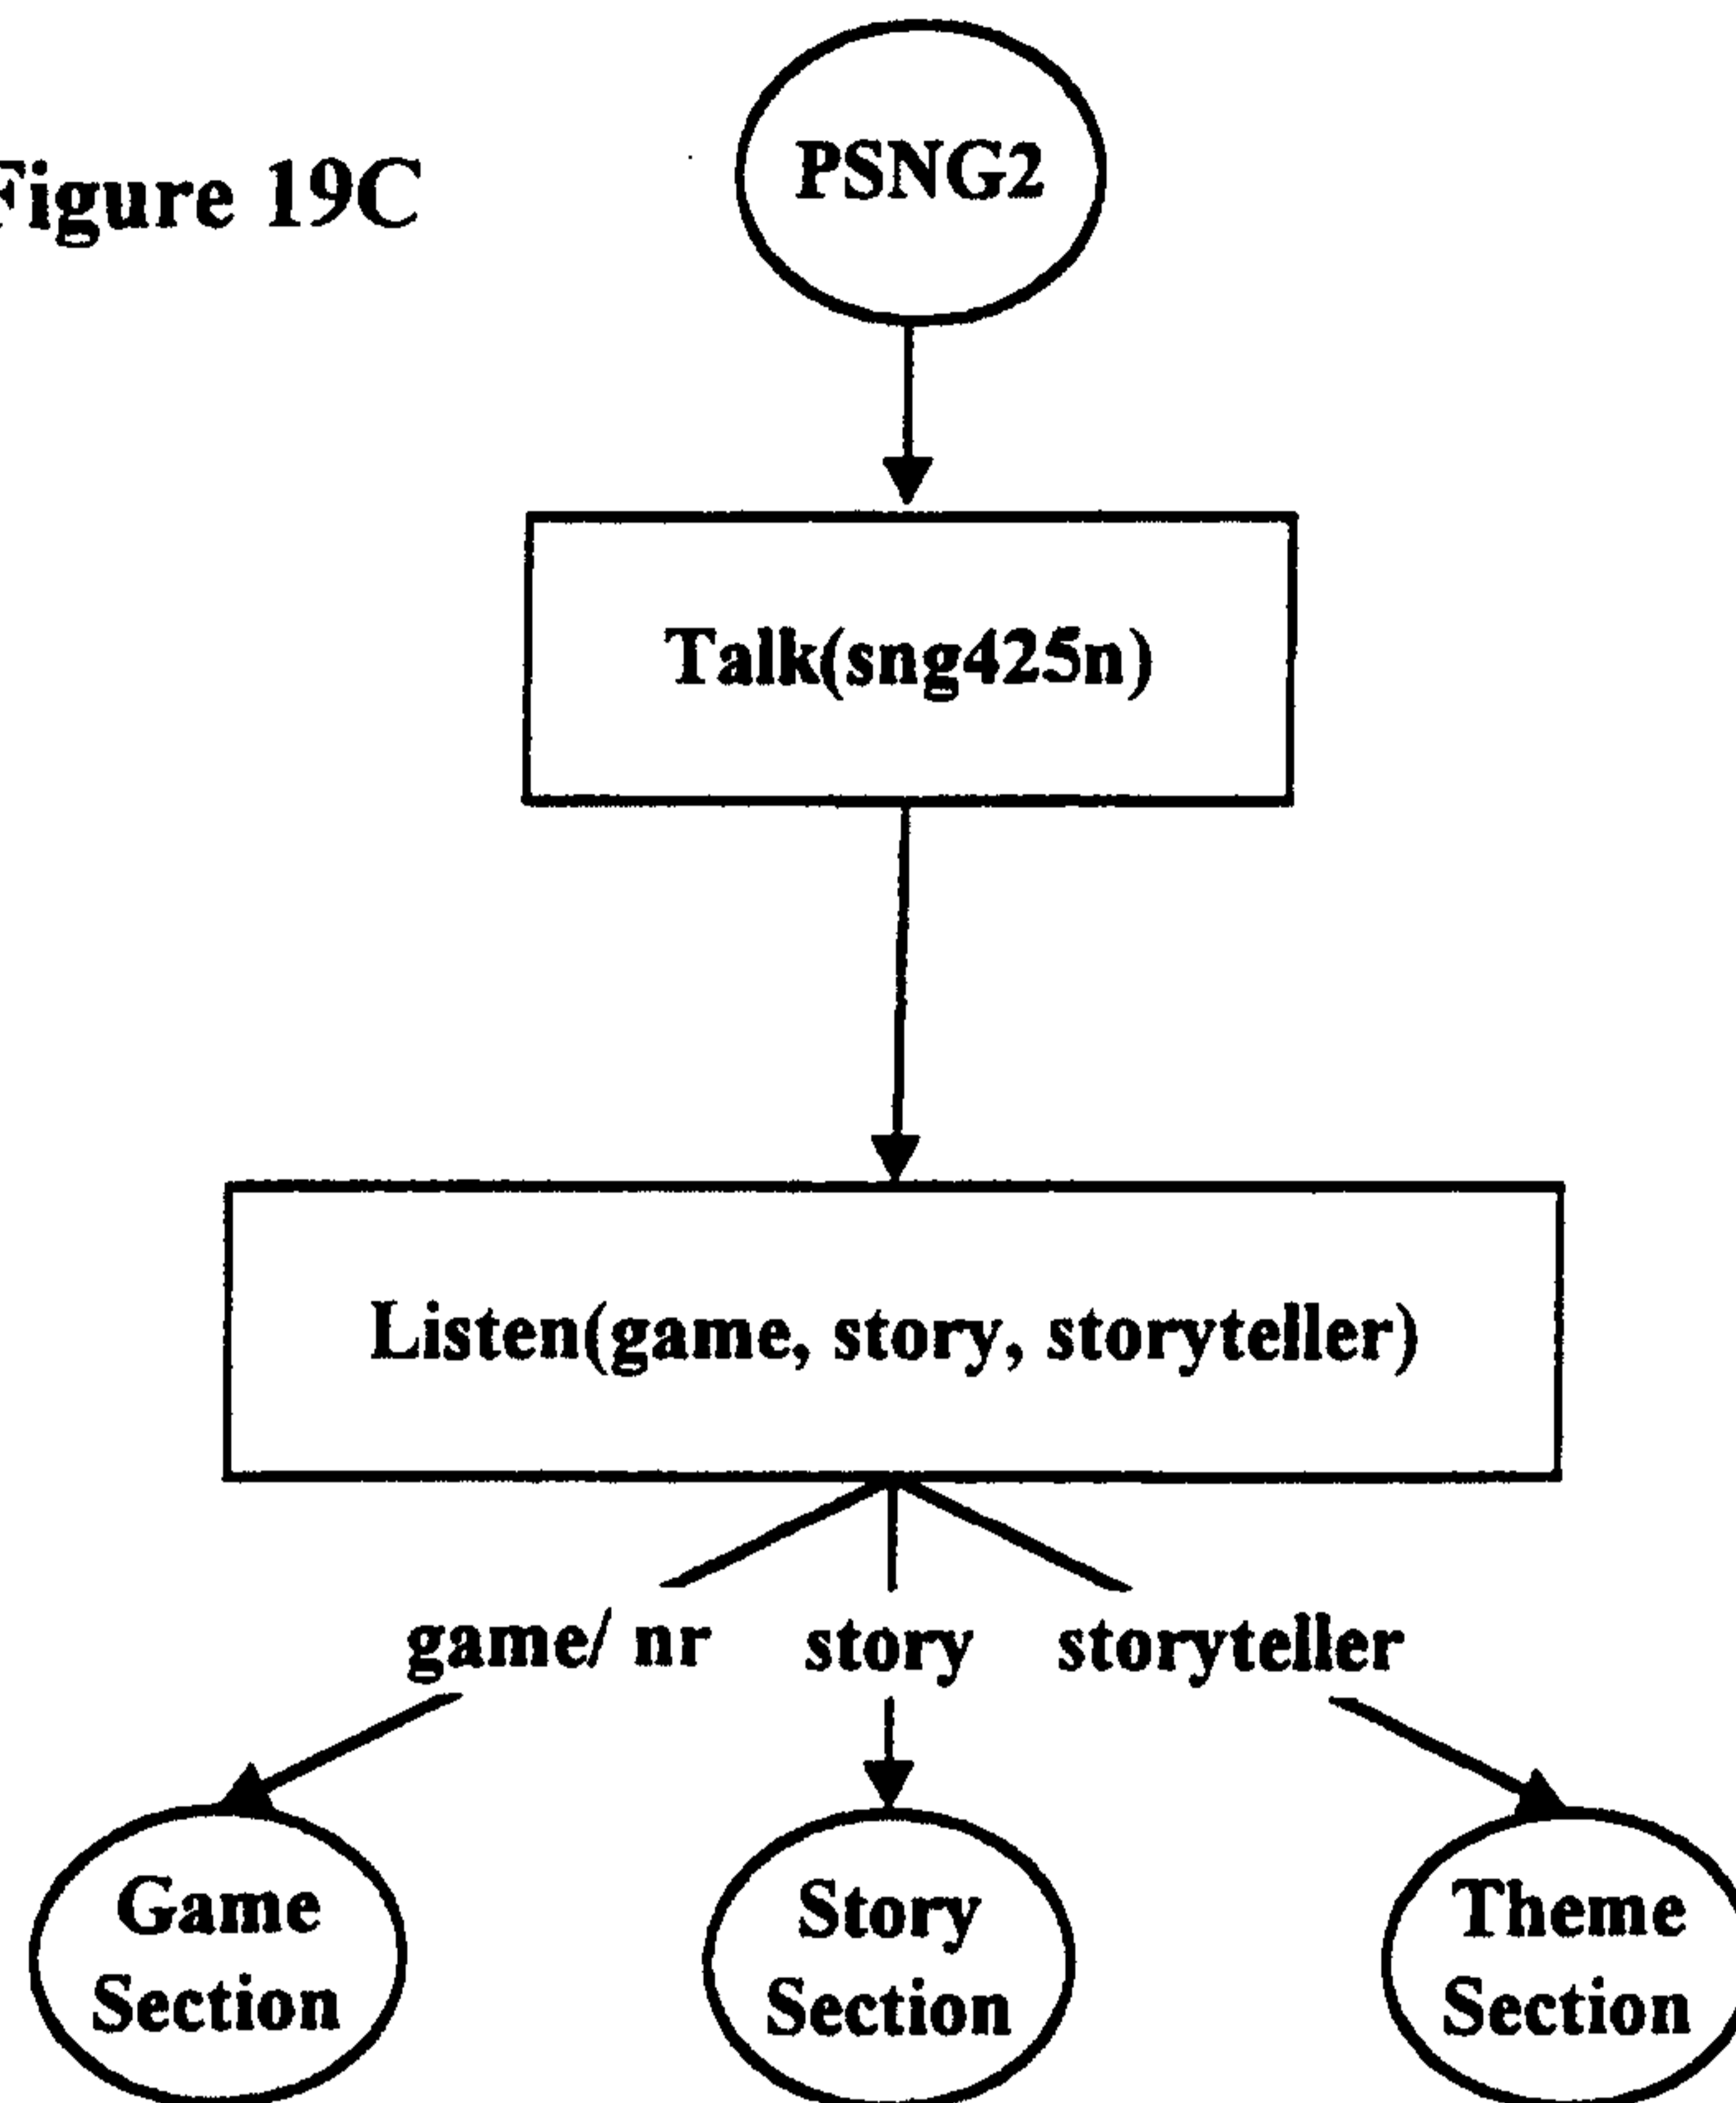 Figure 19C
PSNG2
Talk(sng425n)
Listen(game, story, storyteller)
game/ nr story storyteller
Game
Section
Story
Section
Theme
Section